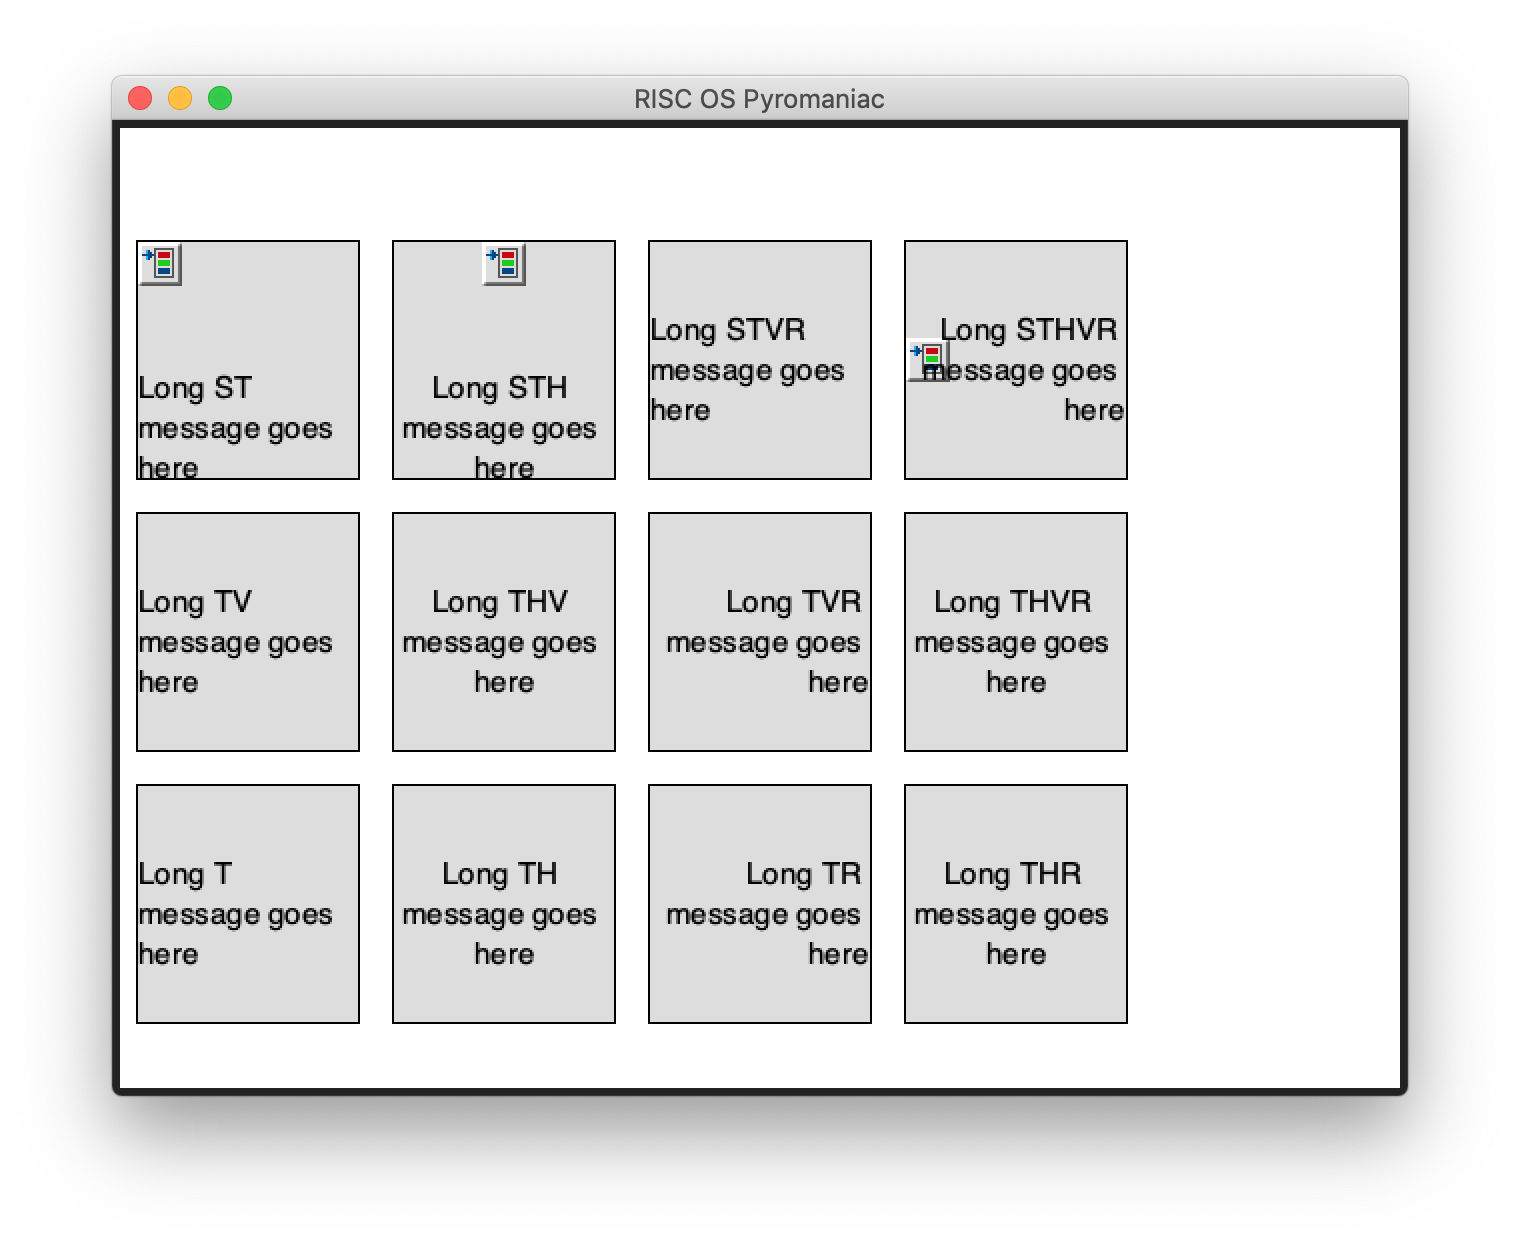 RISC OS Pyromaniac
Long ST
message goes
here
Long STH
message goes
here
Long STVR
message goes
here
Long STHVR
message goes
here
Long TV
message goes
here
Long THV
message goes
here
Long TVR
message goes
here
Long THVR
message goes
here
Long T
message goes
here
Long TH
message goes
here
Long TR
message goes
here
Long THR
message goes
here